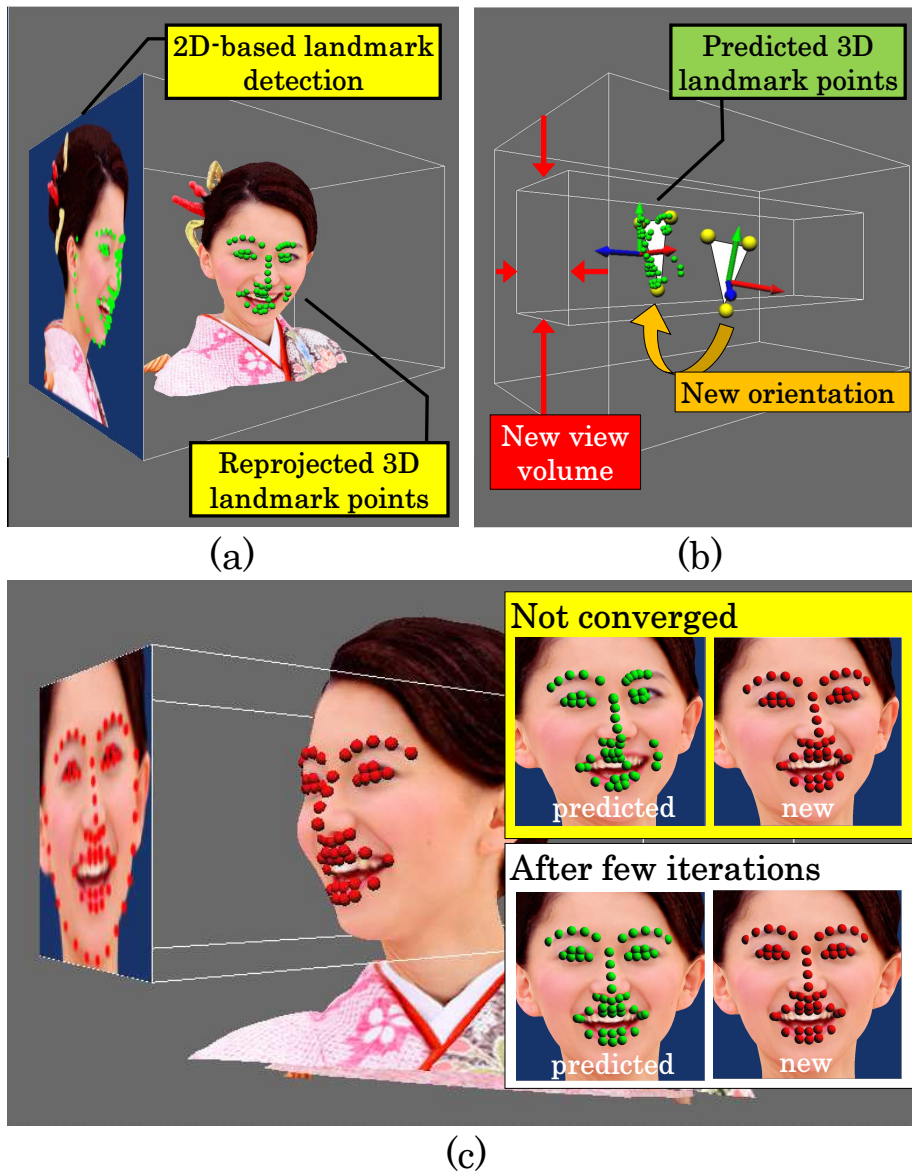 2D-based landmark
detection
Reprojected 3D
landmark points
(a)
Predicted 3D
landmark points
New orientation
New view
volume
(b)
Not converged
predicted
new
After few iterations
predicted
new
(c)